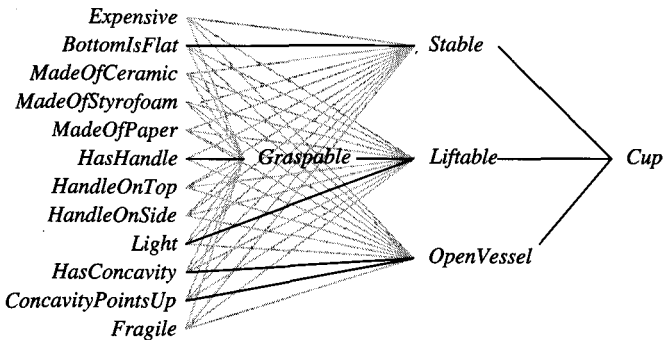 Expensive
BottomIsFlat
MadeOfCeramic
MadeOfStyrofoam
MadeOfPaper
HasHandle
HandleOnTop
HandleOnSide
Light
HasConcavity
ConcavityPointsUp
Fragile
Graspable
Stable
Liftable
OpenVessel
Cup